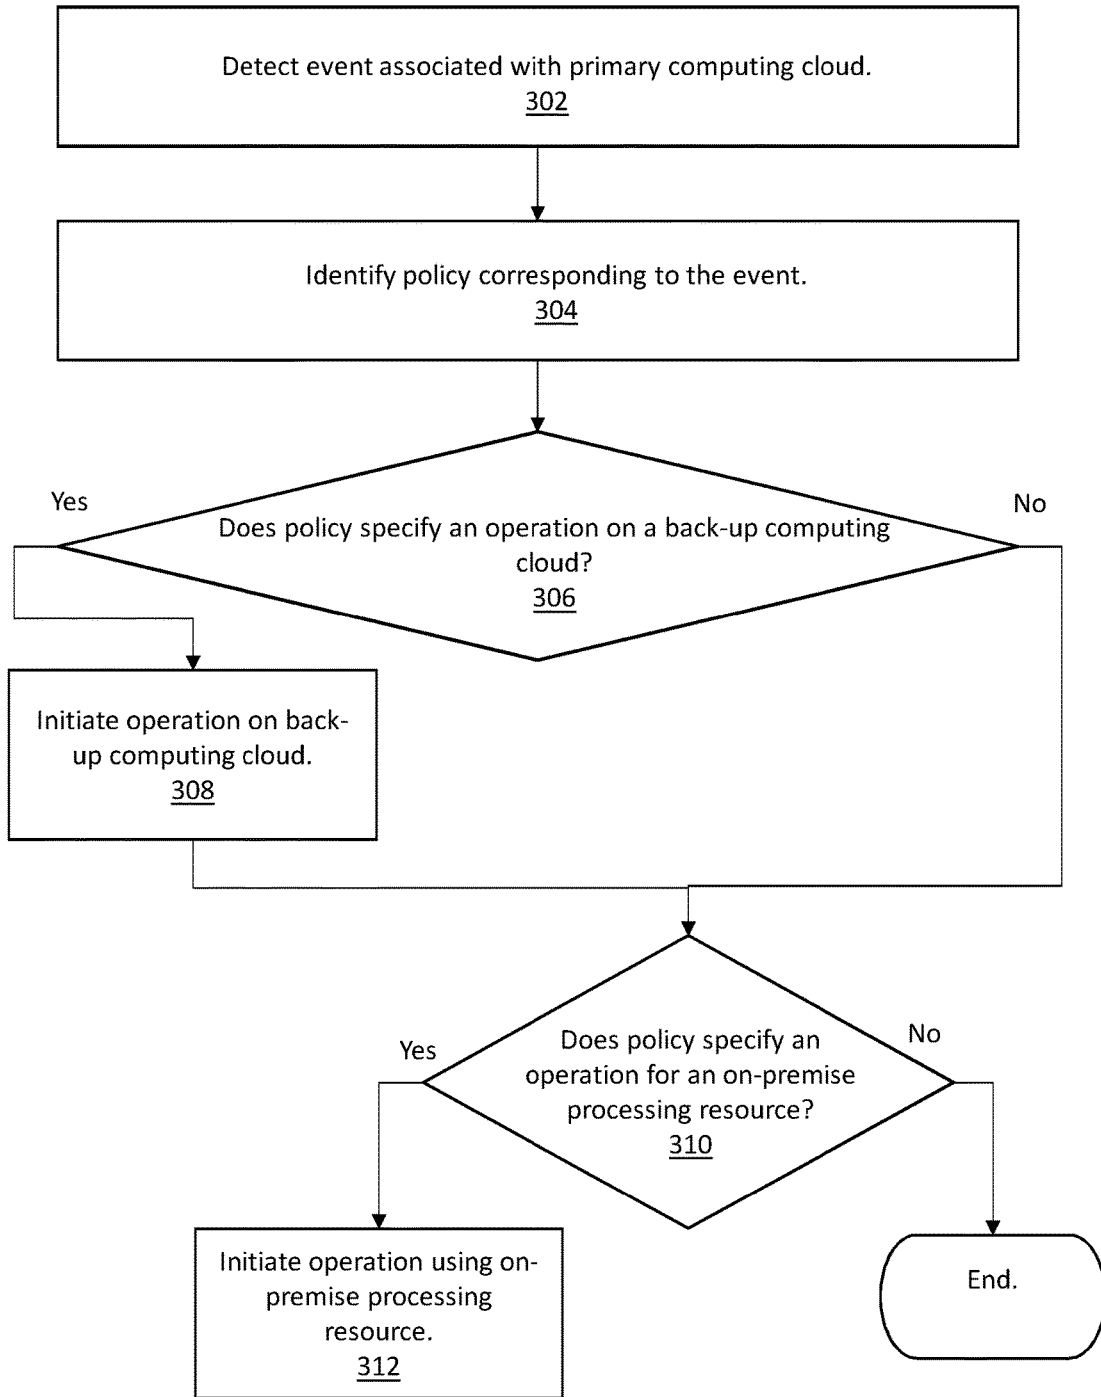 Detect event associated with primary computing cloud.
302
Identify policy corresponding to the event.
304
Yes
No
Does policy specify an operation on a back-up computing
cloud?
306
Initiate operation on back-
up computing cloud.
308
Yes
No
Does policy specify an
operation for an on-premise
processing resource?
310
Initiate operation using on-
premise processing
resource.
312
End.